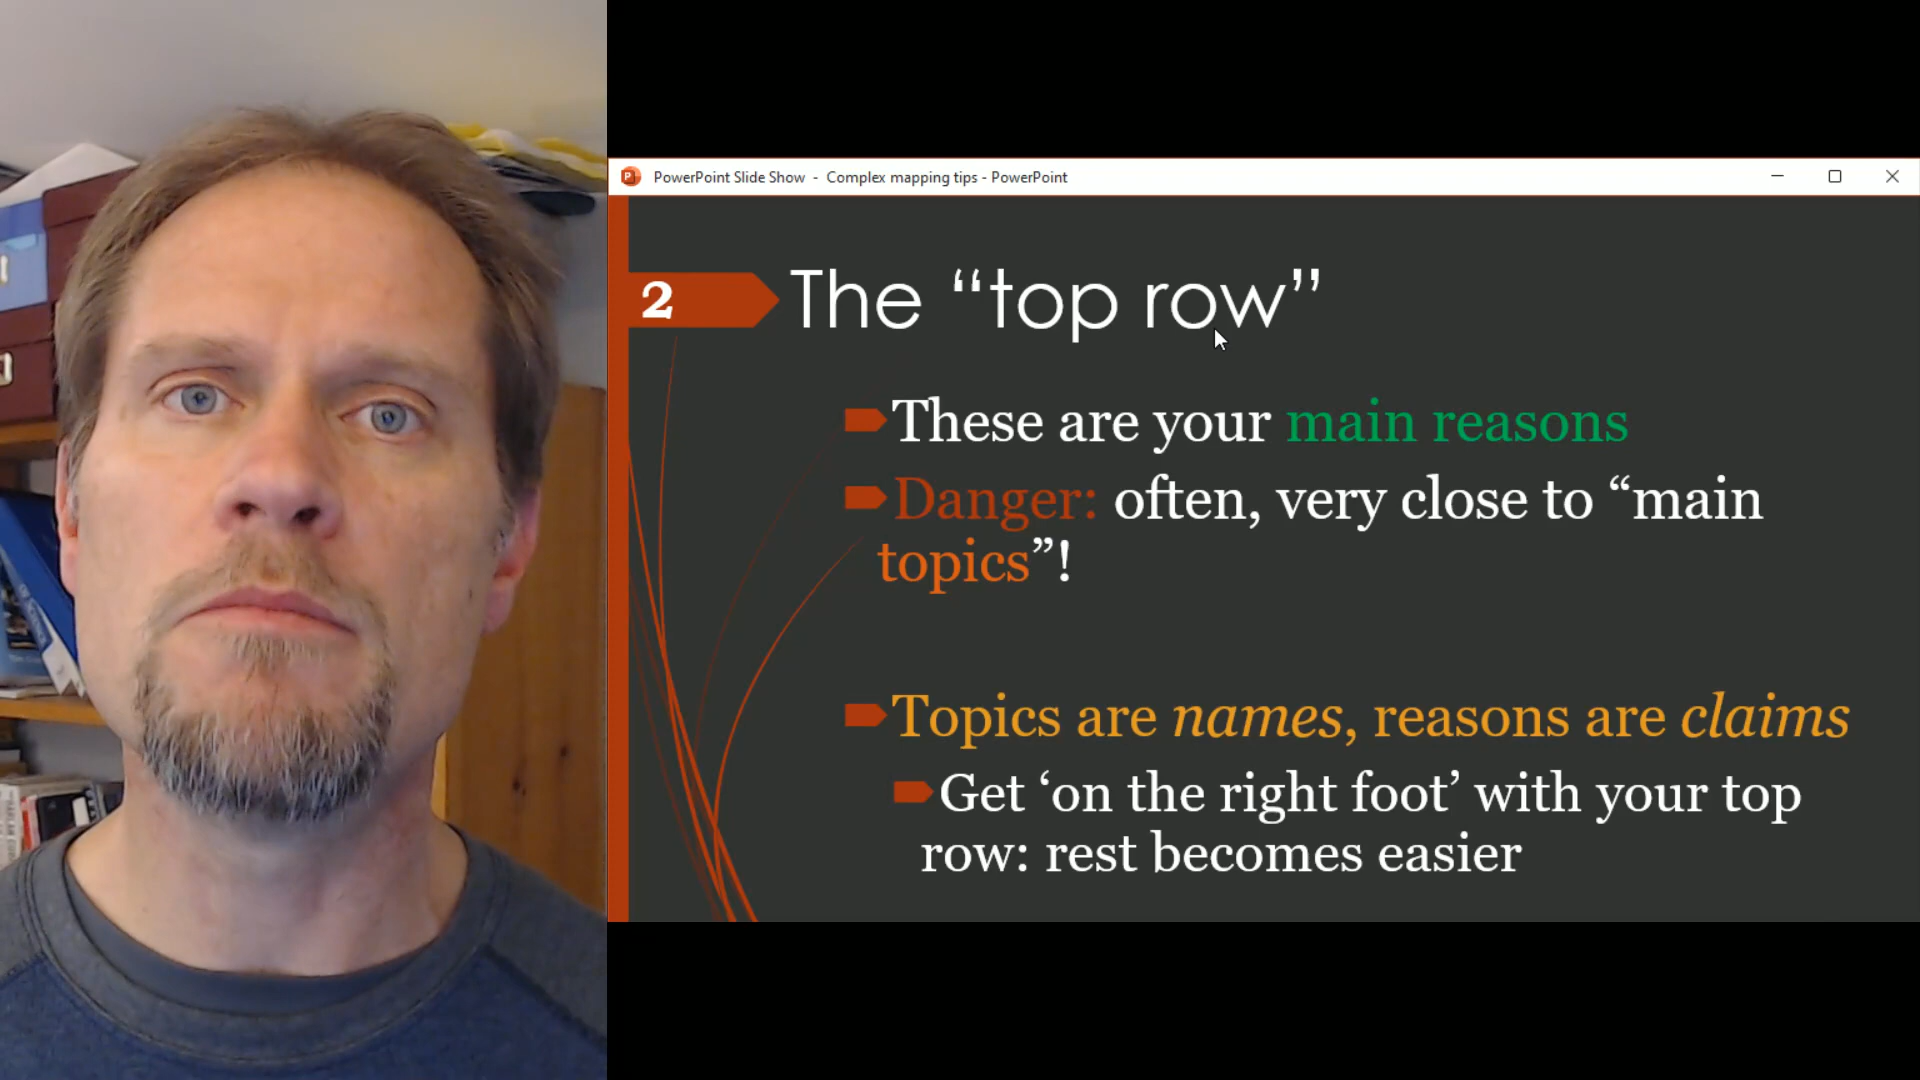 PowerPoint Slide Show - Complex mapping tips - PowerPoint
2
The “top row”
These are your main reasons
Danger: often, very close to “main
topics”!
Topics are names, reasons are claims
Get ‘on the right foot’ with your top
row: rest becomes easier